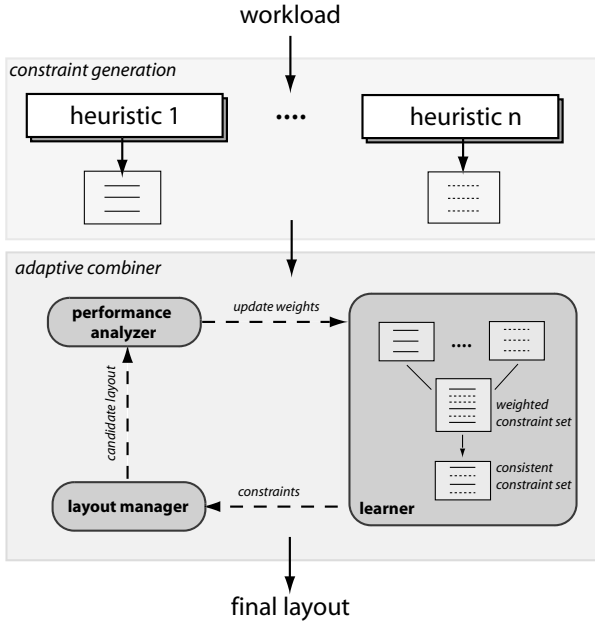 workload
constraint generation
heuristic 1
....
heuristic n
adaptive combiner
performance
analyzer
update weights
....
weighted
constraint set
candidate layout
consistent
constraint set
layout manager
constraints
learner
final layout